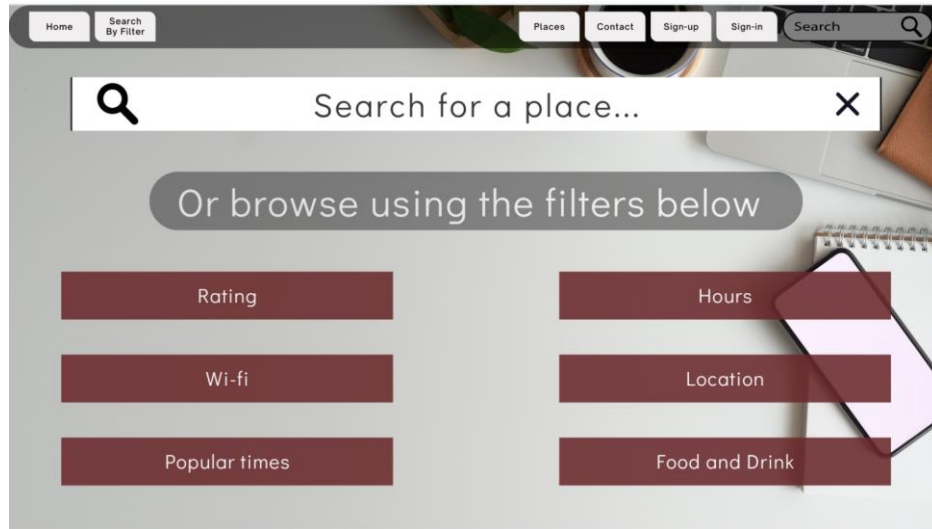 Home
Search
By Filter
Places
Contact
Sign-up
Sign-in
Search
Search for a place...
Or browse using the filters below
Rating
Hours
Wi-fi
Location
Popular times
Food and Drink